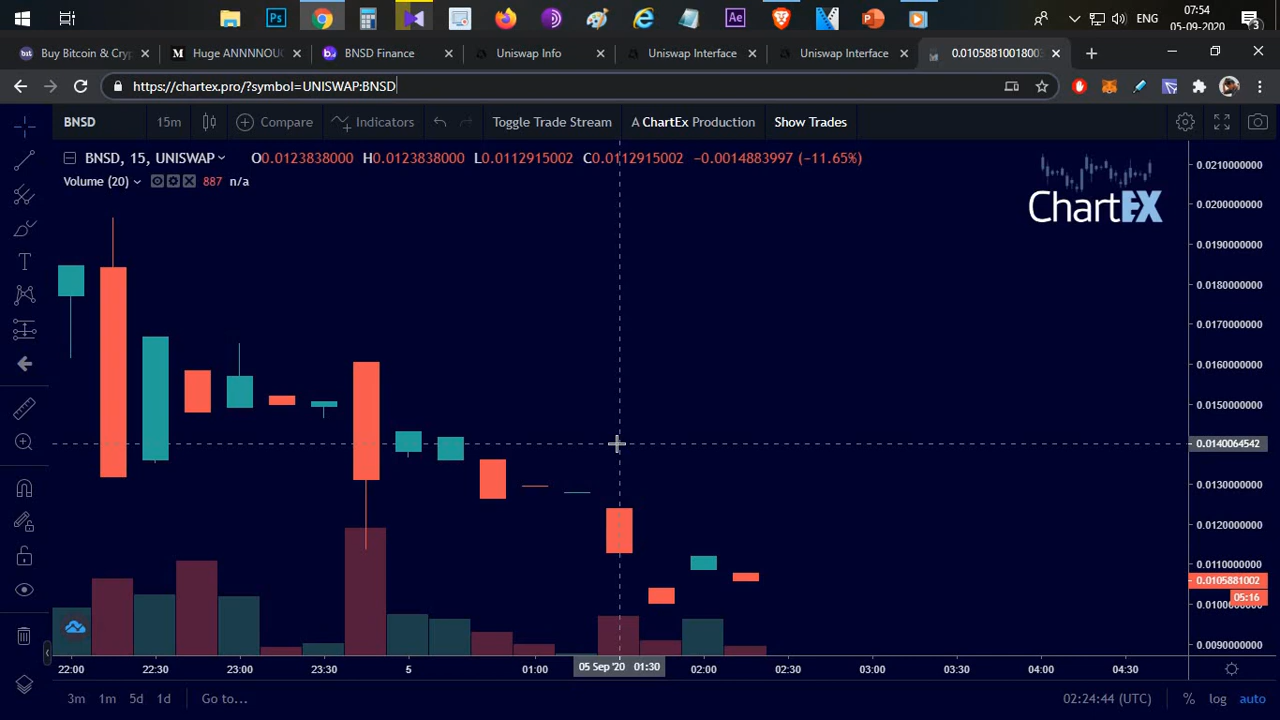 Ps
Ae
ENG
07:54
05-09-2020
3
Buy Bitcoin & Cryp
Huge ANNNNOU
BNSD Finance
Uniswap Info
Uniswap Interface
Uniswap Interface
https://chartex.pro/?symbol=UNISWAP:BNSD
BNSD
15m
Compare
Indicators
Toggle Trade Stream
A ChartEx Production
Show Trades
BNSD, 15, UNISWAP
O0.0123838000 H0.0123838000 L0.0112915002 C0.0112915002 −0.0014883997 (−11.65%)
Volume (20)
887 n/a
ChartEX
0.0210000000
0.0200000000
0.0190000000
0.0180000000
0.0170000000
0.0160000000
0.0150000000
0.0140064542
0.0130000000
0.0120000000
0.0110000000
0.0105881002
05:16
0.0090000000
22:00
22:30
23:00
23:30
5
01:00
05 Sep '20 01:30
02:00
02:30
03:00
03:30
04:00
04:30
3m 1m 5d 1d Go to...
02:24:44 (UTC)
% log auto